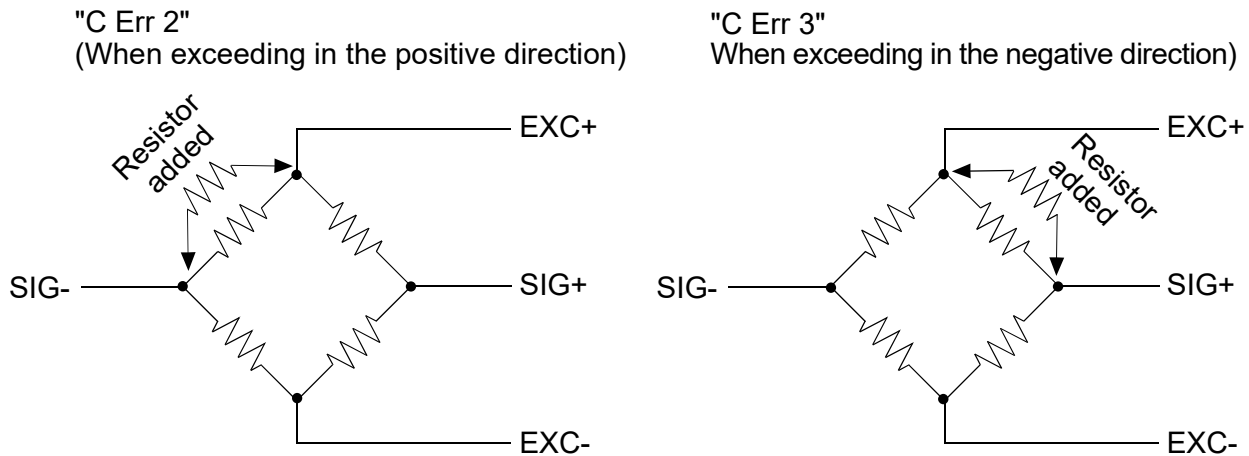 "C Err 2"
(When exceeding in the positive direction)
Resistor
added
EXC+
SIG-
SIG+
EXC-
"C Err 3"
When exceeding in the negative direction)
EXC+
Resistor
added
SIG-
SIG+
EXC-